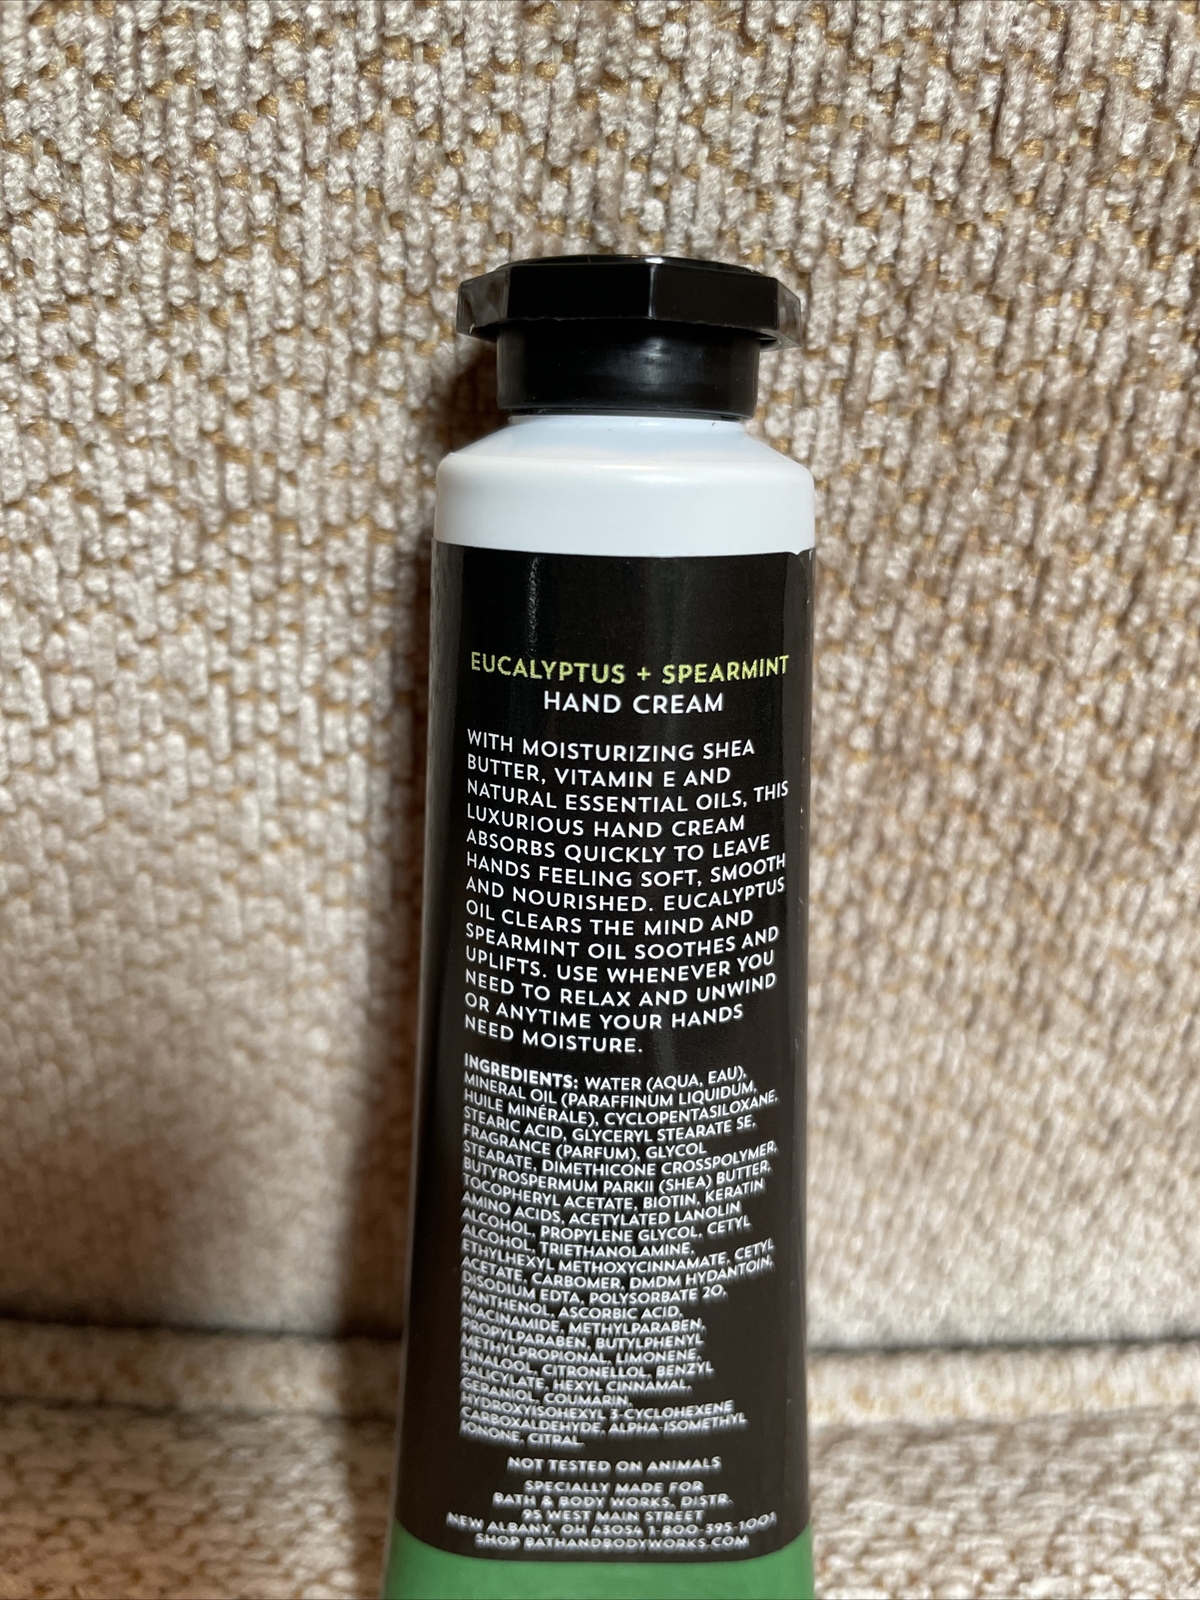 EUCALYPTUS + SPEARMINT
HAND CREAM
WITH MOISTURIZING SHEA
BUTTER, VITAMIN E AND
NATURAL ESSENTIAL OILS, THIS
LUXURIOUS HAND CREAM
ABSORBS QUICKLY TO LEAVE
HANDS FEELING SOFT, SMOOTH
AND NOURISHED. EUCALYPTUS
OIL CLEARS THE MIND AND
SPEARMINT OIL SOOTHES AND
UPLIFTS. USE WHENEVER YOU
NEED TO RELAX AND UNWIND
OR ANYTIME YOUR HANDS
NEED MOISTURE.
INGREDIENTS: WATER (AQUA, EAU),
MINERAL OIL (PARAFFINUM LIQUIDUM,
HUILE MINÉRALE), CYCLOPENTASILOXANE,
STEARIC ACID, GLYCERYL STEARATE SE,
FRAGRANCE (PARFUM), GLYCOL
STEARATE, DIMETHICONE CROSSPOLYMER,
BUTYROSPERMUM PARKII (SHEA) BUTTER,
TOCOPHERYL ACETATE, BIOTIN, KERATIN
AMINO ACIDS, ACETYLATED LANOLIN
ALCOHOL, PROPYLENE GLYCOL, CETYL
ALCOHOL, TRIETHANOLAMINE,
ETHYLHEXYL METHOXYCINNAMATE, CETYL
ACETATE, CARBOMER, DMDM HYDANTOIN,
DISODIUM EDTA, POLYSORBATE 20,
PANTHENOL, ASCORBIC ACID,
NIACINAMIDE, METHYLPARABEN,
PROPYLPARABEN, BUTYLPHENYL
METHYLPROPIONAL, LIMONENE,
LINALOOL, CITRONELLOL, BENZYL
SALICYLATE, HEXYL CINNAMAL,
GERANIOL, COUMARIN,
HYDROXYISOHEXYL 3-CYCLOHEXENE
CARBOXALDEHYDE, ALPHA-ISOMETHYL
IONONE, CITRAL.
NOT TESTED ON ANIMALS
SPECIALLY MADE FOR
BATH & BODY WORKS, DISTR.
95 WEST MAIN STREET
NEW ALBANY, OH 43054 1-800-395-1001
SHOP BATHANDBODYWORKS.COM